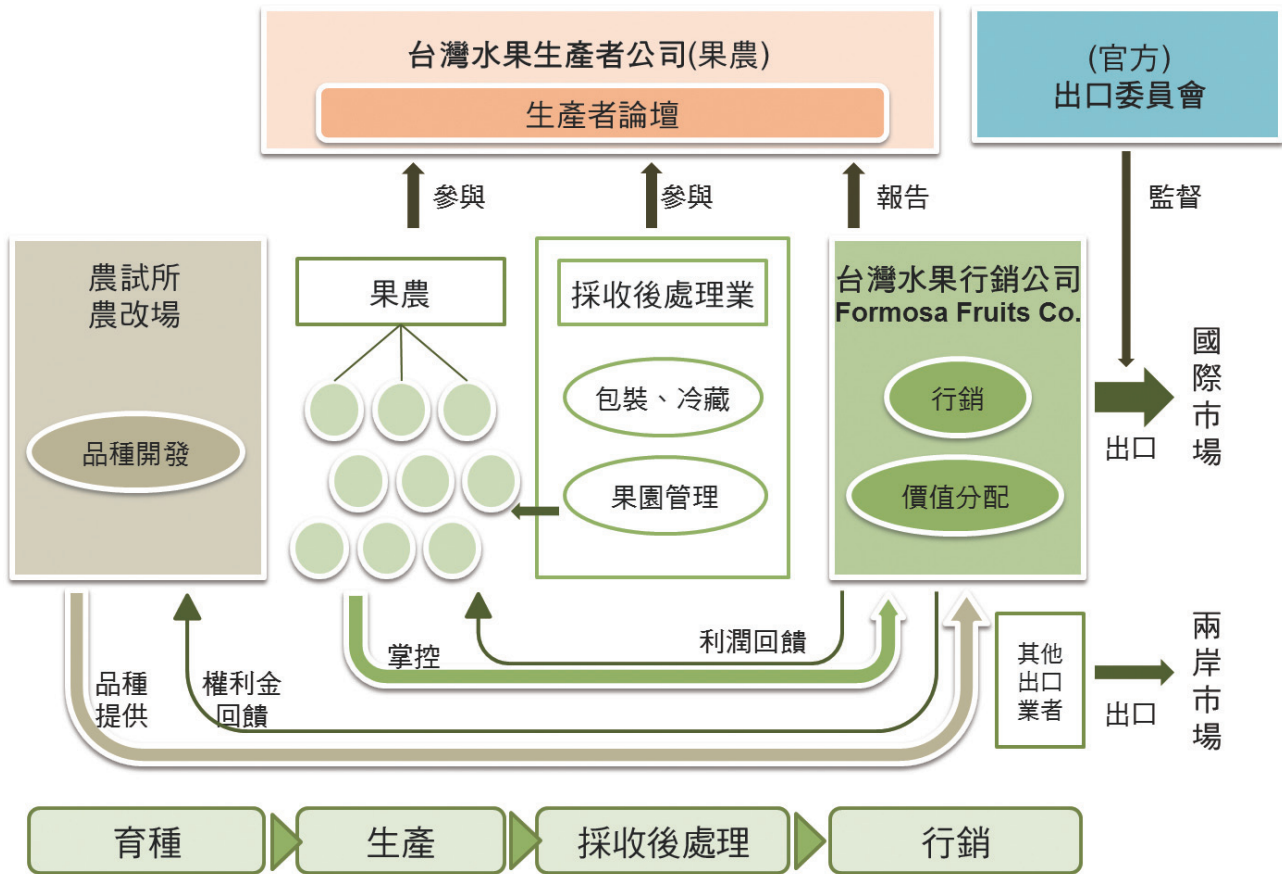 台灣水果生產者公司(果農)
生產者論壇
(官方)
出口委員會
參與
參與
報告
監督
農試所
農改場
品種開發
果農
採收後處理業
包裝、冷藏
果園管理
台灣水果行銷公司
Formosa Fruits Co.
行銷
價值分配
出口
國際市場
掌控
利潤回饋
品種
提供
權利金
回饋
其他
出口
業者
出口
兩岸市場
育種
生產
採收後處理
行銷